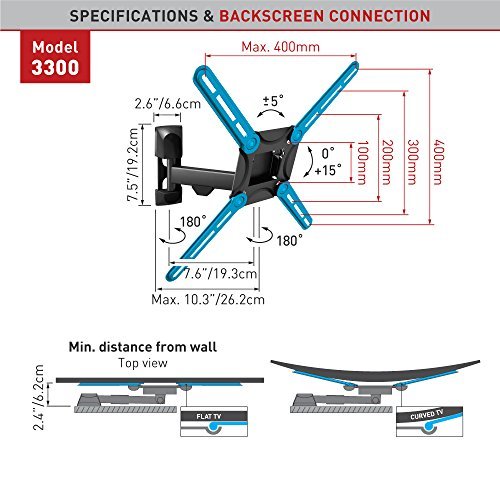 SPECIFICATIONS & BACKSCREEN CONNECTION
Model
3300
Max. 400mm
2.6”/6.6cm
±5°
7.5”/19.2cm
0°
+15°
100mm
200mm
300mm
400mm
180°
180°
7.6”/19.3cm
Max. 10.3”/26.2cm
Min. distance from wall
Top view
2.4”/6.2cm
FLAT TV
CURVED TV